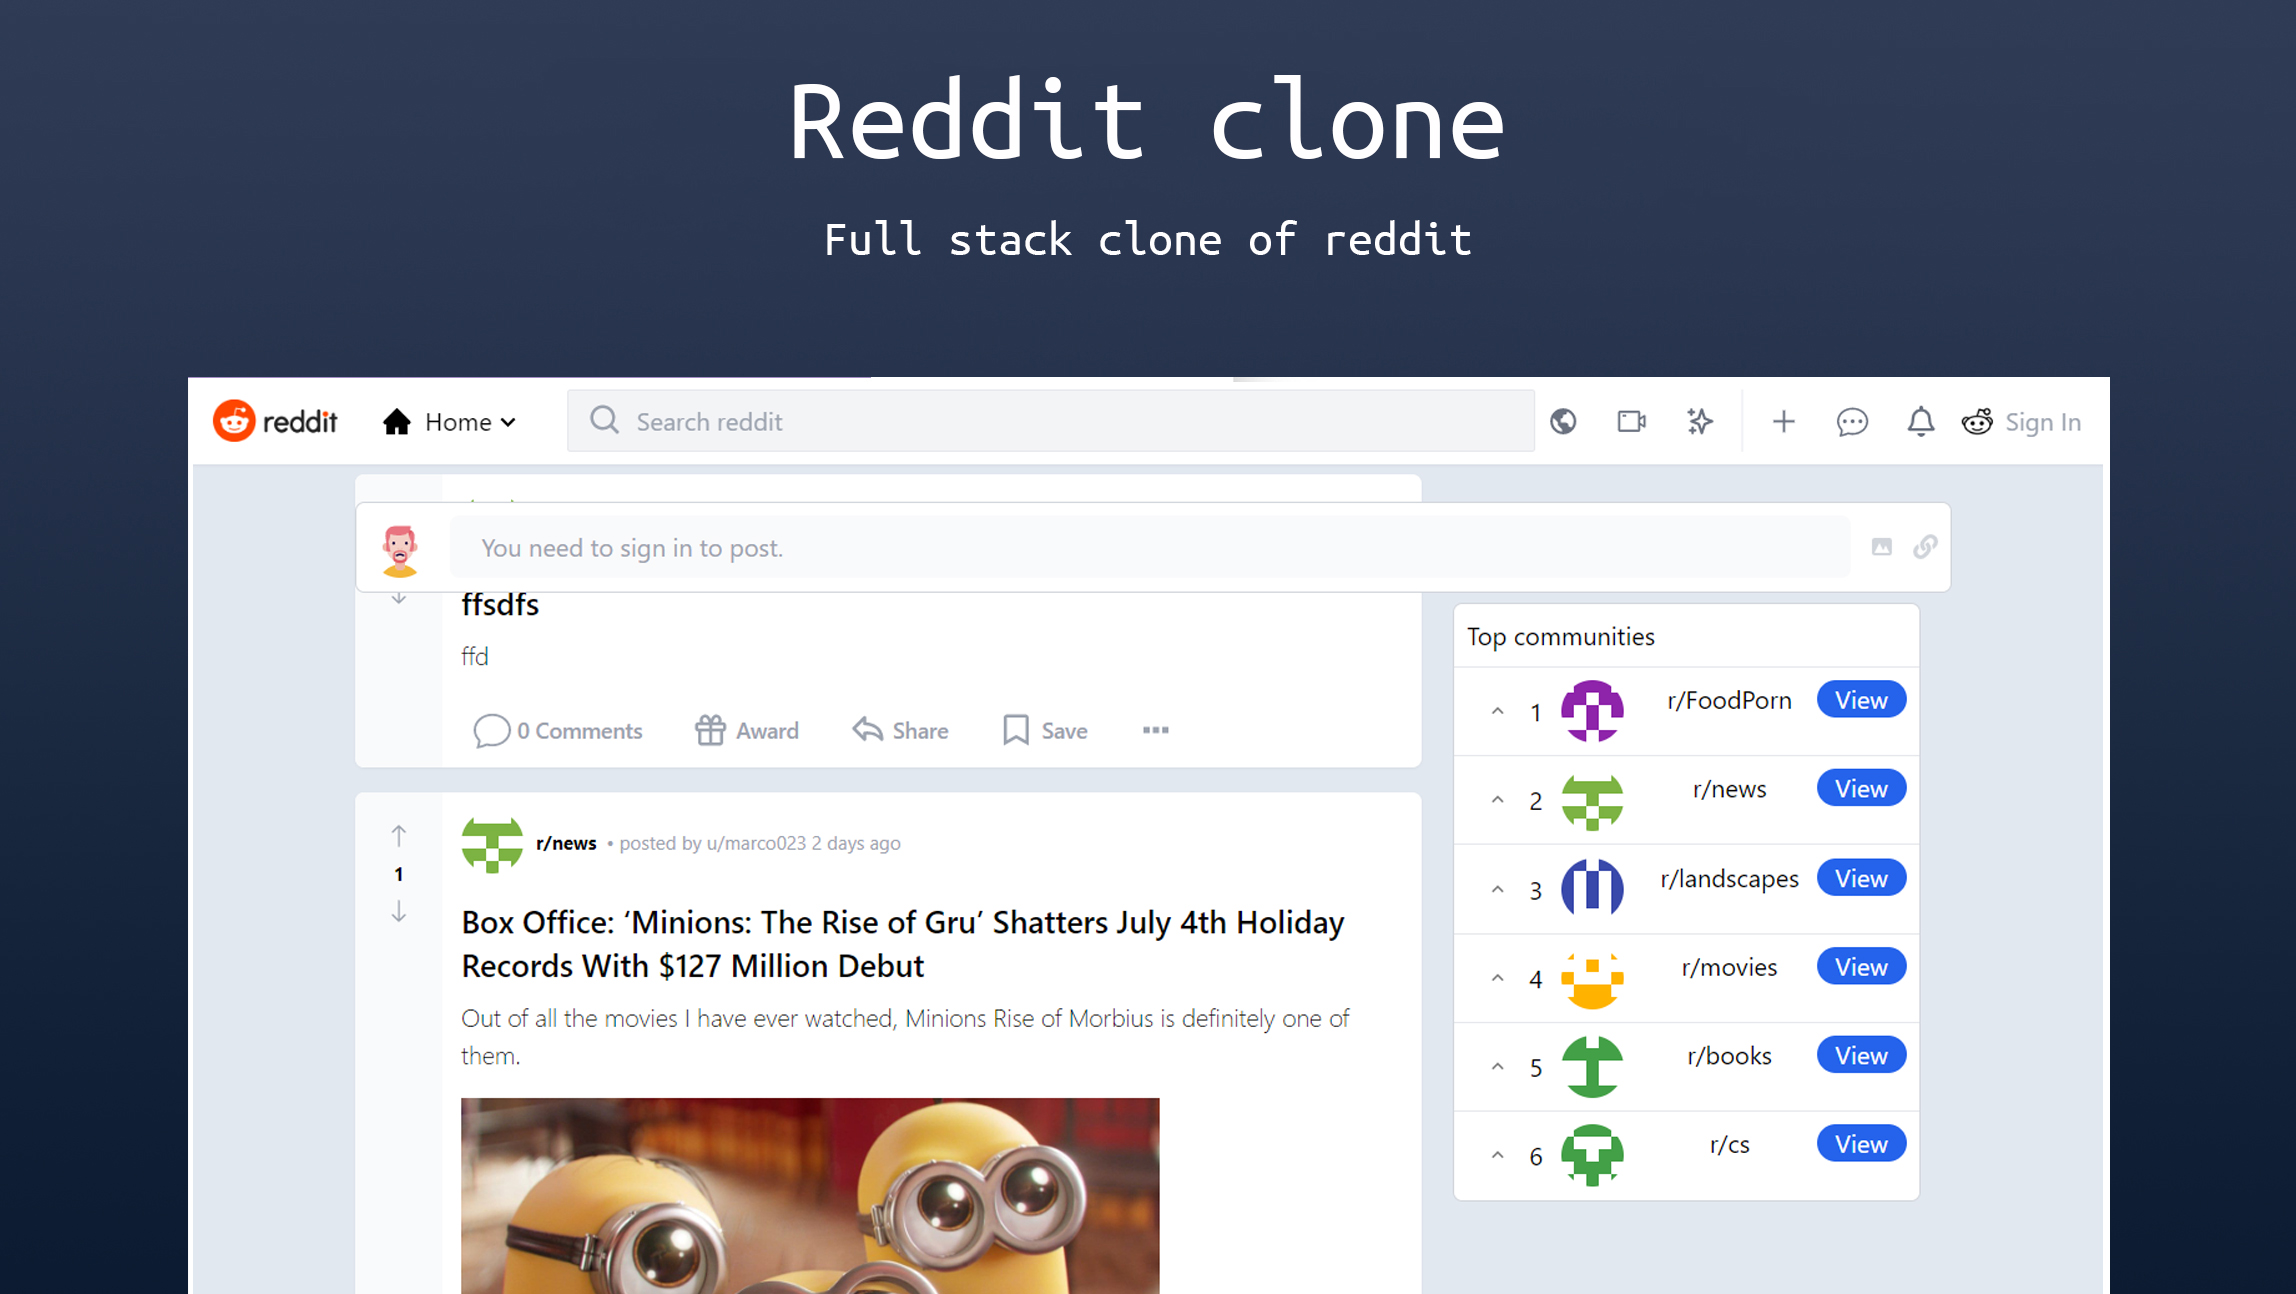 Reddit clone
Full stack clone of reddit
reddit
Home
Search reddit
Sign In
You need to sign in to post.
ffsdfs
ffd
0 Comments
Award
Share
Save
r/news • posted by u/marco023 2 days ago
1
Box Office: ‘Minions: The Rise of Gru’ Shatters July 4th Holiday
Records With $127 Million Debut
Out of all the movies I have ever watched, Minions Rise of Morbius is definitely one of
them.
Top communities
1 r/FoodPorn View
2 r/news View
3 r/landscapes View
4 r/movies View
5 r/books View
6 r/cs View